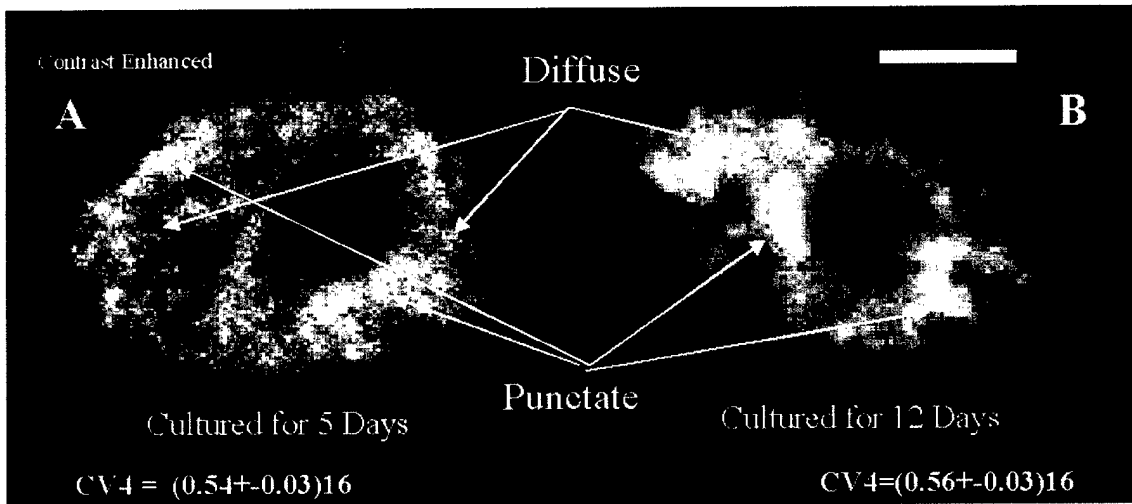 Contrast Enhanced
Diffuse
A
B
Punctate
Cultured for 5 Days
Cultured for 12 Days
CV4 = (0.54+-0.03)16
CV4=(0.56+-0.03)16